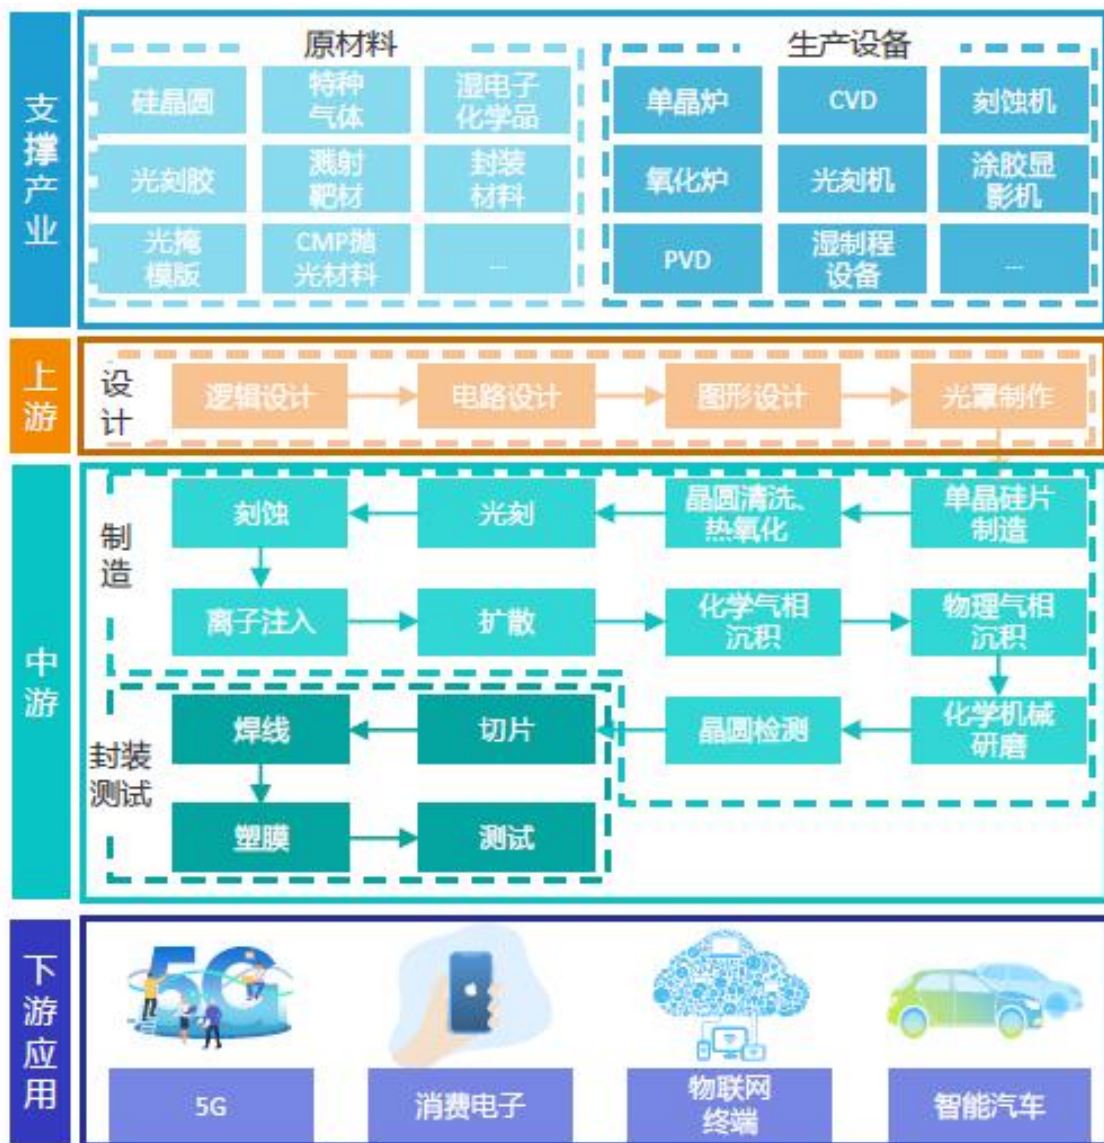 支撑产业
原材料
生产设备
硅晶圆
特种
气体
湿电子
化学品
单晶炉
CVD
刻蚀机
光刻胶
溅射
靶材
封装
材料
氧化炉
光刻机
涂胶显
影机
光掩
模版
CMP抛
光材料
...
PVD
湿制程
设备
...
上游
设计
逻辑设计
电路设计
图形设计
光罩制作
中游
制造
刻蚀
光刻
晶圆清洗、
热氧化
单晶硅片
制造
离子注入
扩散
化学气相
沉积
物理气相
沉积
封装
测试
焊线
切片
晶圆检测
化学机械
研磨
塑膜
测试
下游应用
5G
5G
消费电子
物联网
终端
智能汽车